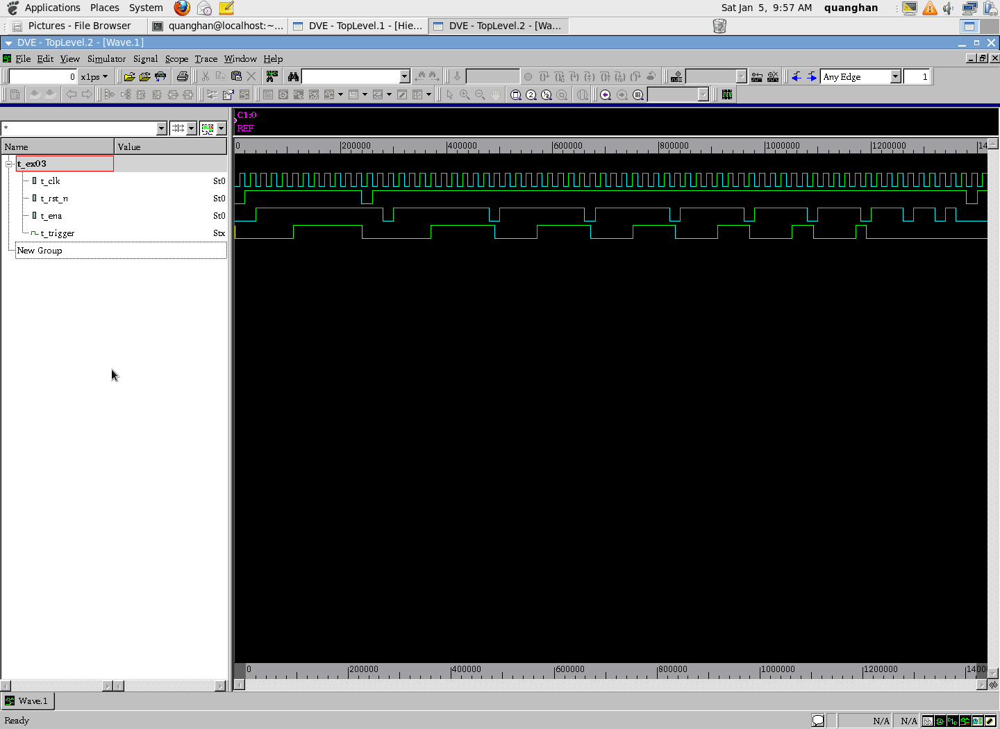 Applications Places System Sat Jan 5, 9:57 AM quanghan
Pictures - File Browser quanghan@localhost:~... DVE - TopLevel.1 - [Hie... DVE - TopLevel.2 - [Wa...
DVE - TopLevel.2 - [Wave.1]
File Edit View Simulator Signal Scope Trace Window Help
0 x1ps Any Edge 1
C1:0
* REF
Name Value 0 200000 400000 600000 800000 1000000 1200000 14
t_ex03
t_clk St0
t_rst_n St0
t_ena St0
t_trigger Stx
New Group
0 200000 400000 600000 800000 1000000 1200000 1400
Wave.1
Ready N/A N/A